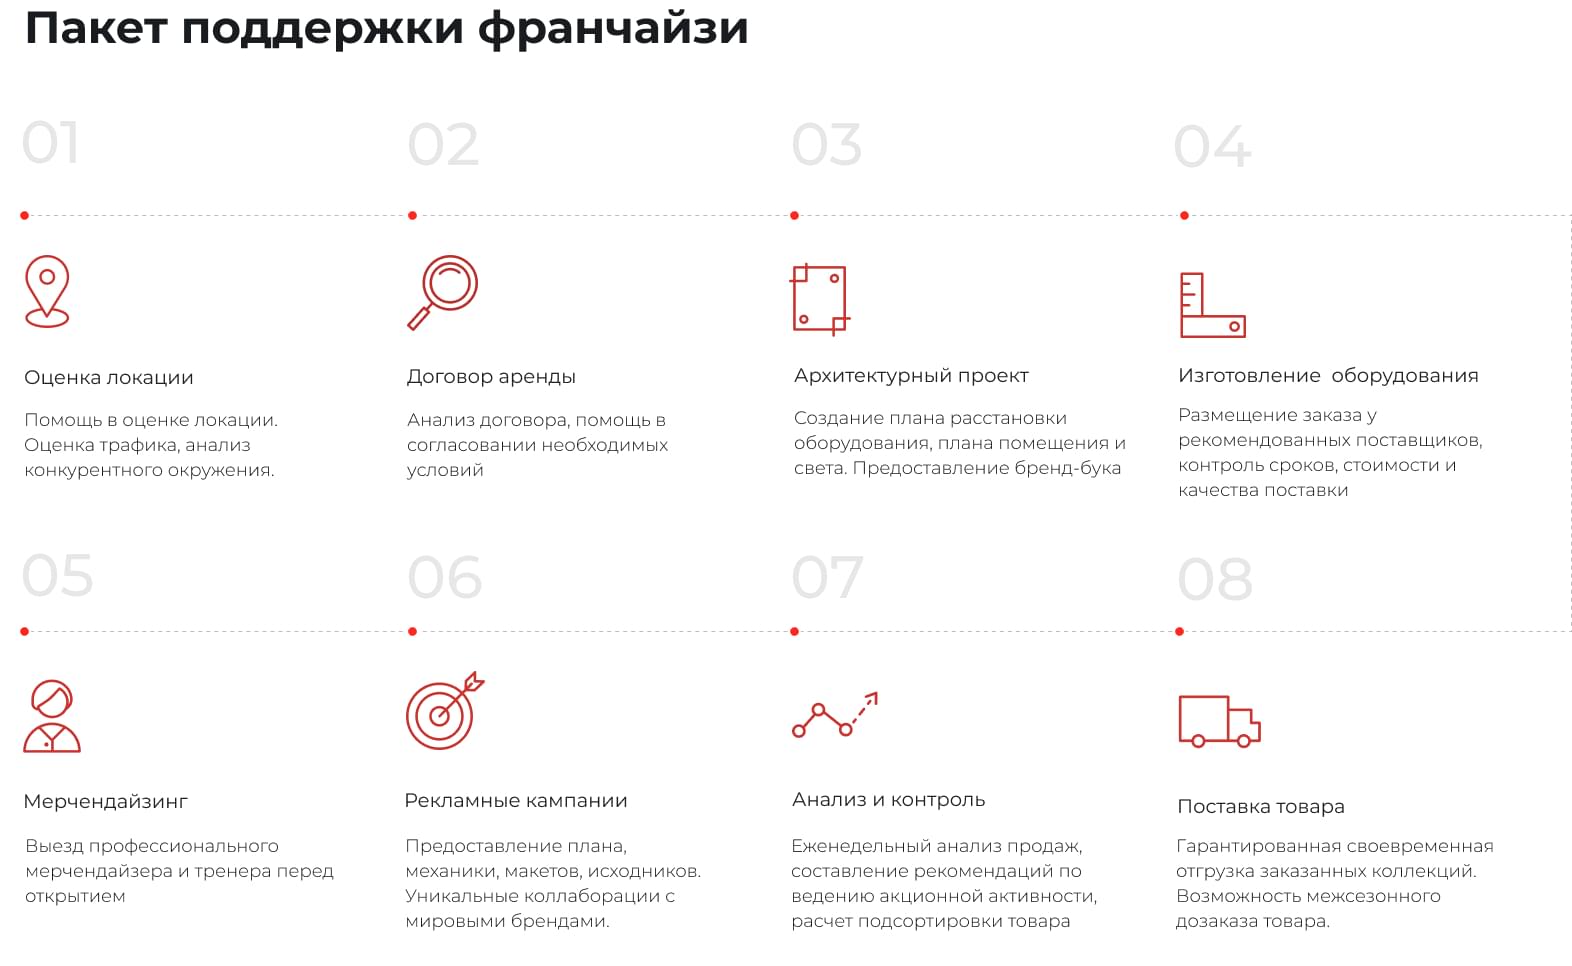 Пакет поддержки франчайзи
01
02
03
04
Оценка локации
Помощь в оценке локации.
Оценка трафика, анализ
конкурентного окружения.
Договор аренды
Анализ договора, помощь в
согласовании необходимых
условий
Архитектурный проект
Создание плана расстановки
оборудования, плана помещения и
света. Предоставление бренд-бука
Изготовление оборудования
Размещение заказа у
рекомендованных поставщиков,
контроль сроков, стоимости и
качества поставки
05
06
07
08
Мерчендайзинг
Выезд профессионального
мерчендайзера и тренера перед
открытием
Рекламные кампании
Предоставление плана,
механики, макетов, исходников.
Уникальные коллаборации с
мировыми брендами.
Анализ и контроль
Еженедельный анализ продаж,
составление рекомендаций по
ведению акционной активности,
расчет подсортировки товара
Поставка товара
Гарантированная своевременная
отгрузка заказанных коллекций.
Возможность межсезонного
дозаказа товара.